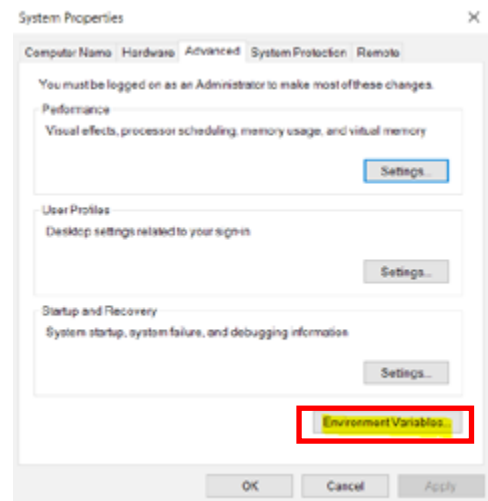 System Properties
Computer Name Hardware Advanced System Protection Remote
You must be logged on as an Administrator to make most of these changes.
Performance
Visual effects, processor scheduling, memory usage, and virtual memory
Settings...
User Profiles
Desktop settings related to your sign-in
Settings...
Startup and Recovery
System startup, system failure, and debugging information
Settings...
Environment Variables...
OK Cancel Apply